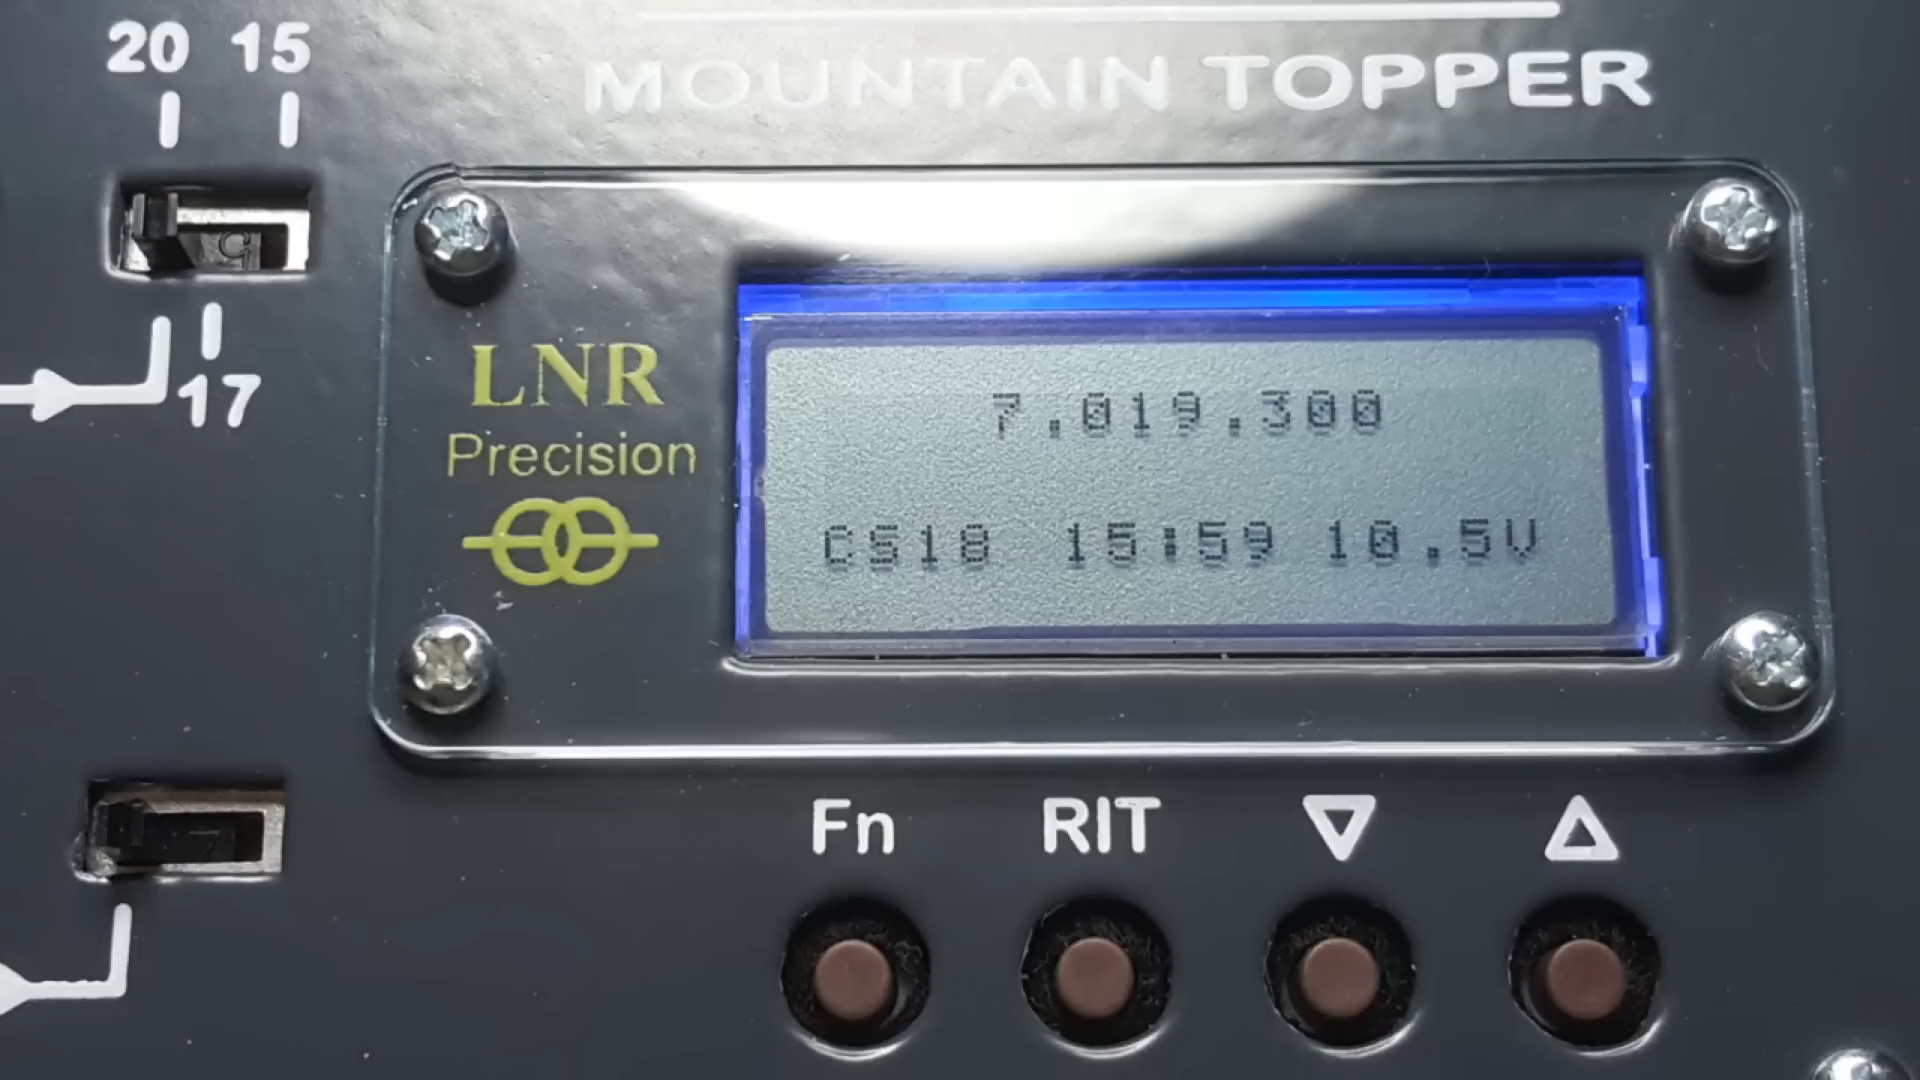 20 15
MOUNTAIN TOPPER
17
LNR
Precision
7.019.300
CS18 15:59 10.5V
Fn RIT